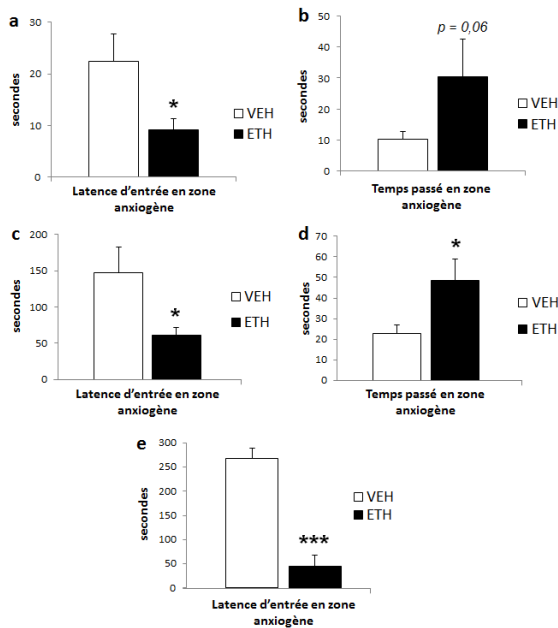 a
secondes
30
20
10
0
*
VEH
ETH
Latence d'entrée en zone
anxiogène
b
secondes
50
40
30
20
10
0
p = 0,06
VEH
ETH
Temps passé en zone
anxiogène
c
secondes
200
150
100
50
0
*
VEH
ETH
Latence d'entrée en zone
anxiogène
d
secondes
70
60
50
40
30
20
10
0
*
VEH
ETH
Temps passé en zone
anxiogène
e
secondes
300
250
200
150
100
50
0
***
VEH
ETH
Latence d'entrée en zone
anxiogène